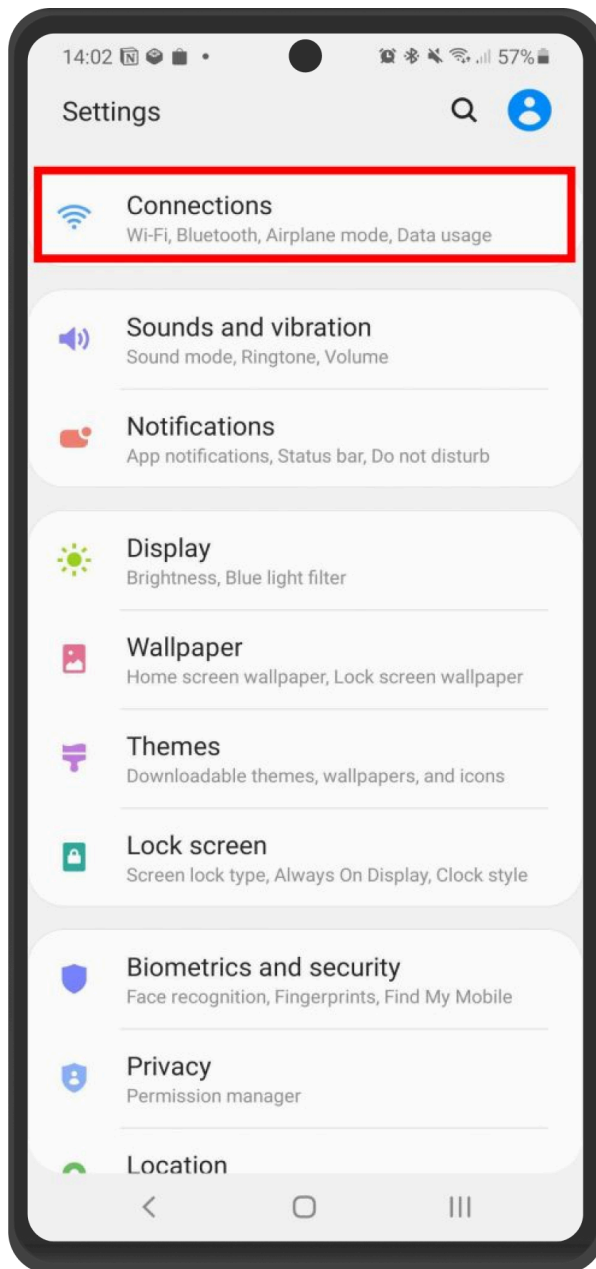 14:02 57%
Settings
Connections
Wi-Fi, Bluetooth, Airplane mode, Data usage
Sounds and vibration
Sound mode, Ringtone, Volume
Notifications
App notifications, Status bar, Do not disturb
Display
Brightness, Blue light filter
Wallpaper
Home screen wallpaper, Lock screen wallpaper
Themes
Downloadable themes, wallpapers, and icons
Lock screen
Screen lock type, Always On Display, Clock style
Biometrics and security
Face recognition, Fingerprints, Find My Mobile
Privacy
Permission manager
Location